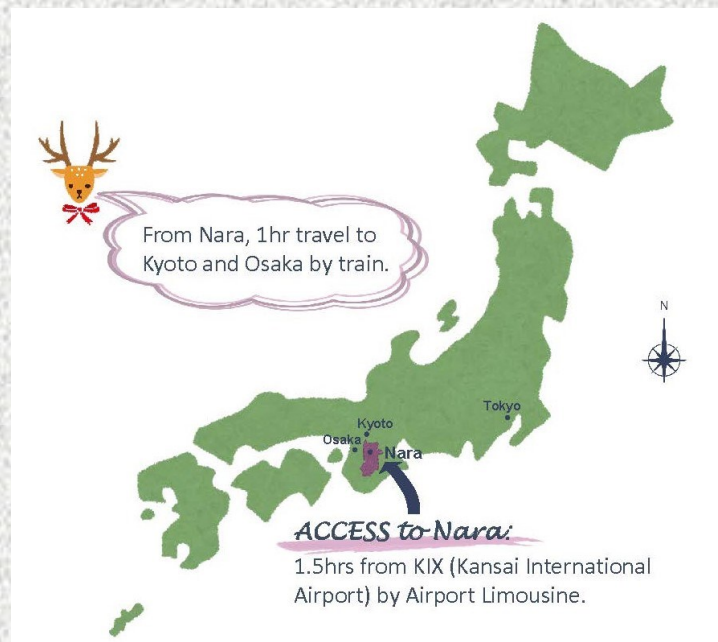 From Nara, 1hr travel to
Kyoto and Osaka by train.
N
Tokyo
Kyoto
Osaka
Nara
ACCESS to Nara:
1.5hrs from KIX (Kansai International
Airport) by Airport Limousine.